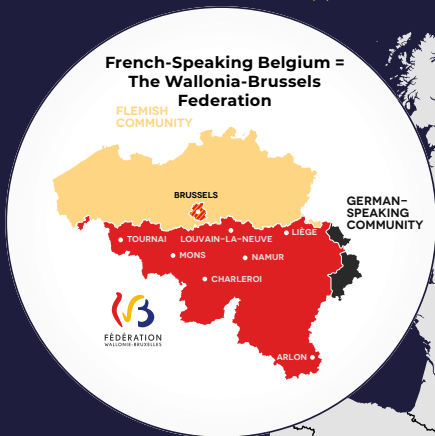 French-Speaking Belgium =
The Wallonia-Brussels
Federation
FLEMISH
COMMUNITY
BRUSSELS
GERMAN-
SPEAKING
COMMUNITY
TOURNAI
LOUVAIN-LA-NEUVE
LIÈGE
MONS
NAMUR
CHARLEROI
FÉDÉRATION
WALLONIE-BRUXELLES
ARLON